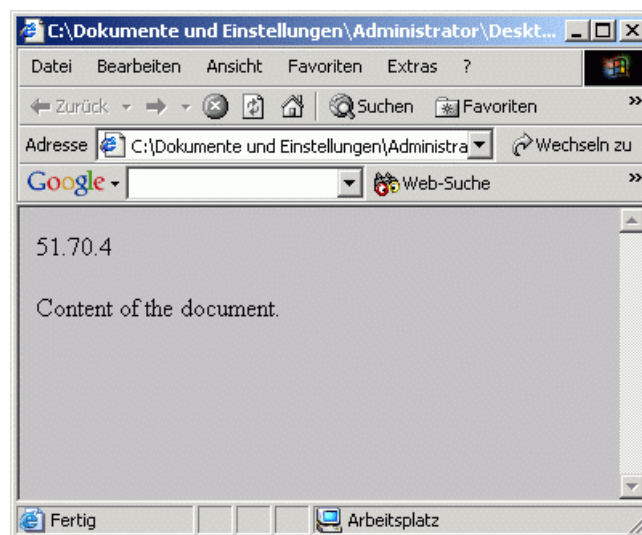 C:\Dokumente und Einstellungen\Administrator\Deskt...
Datei Bearbeiten Ansicht Favoriten Extras ?
Zurück Suchen Favoriten »
Adresse C:\Dokumente und Einstellungen\Administra Wechseln zu
Google Web-Suche »
51.70.4
Content of the document.
Fertig Arbeitsplatz